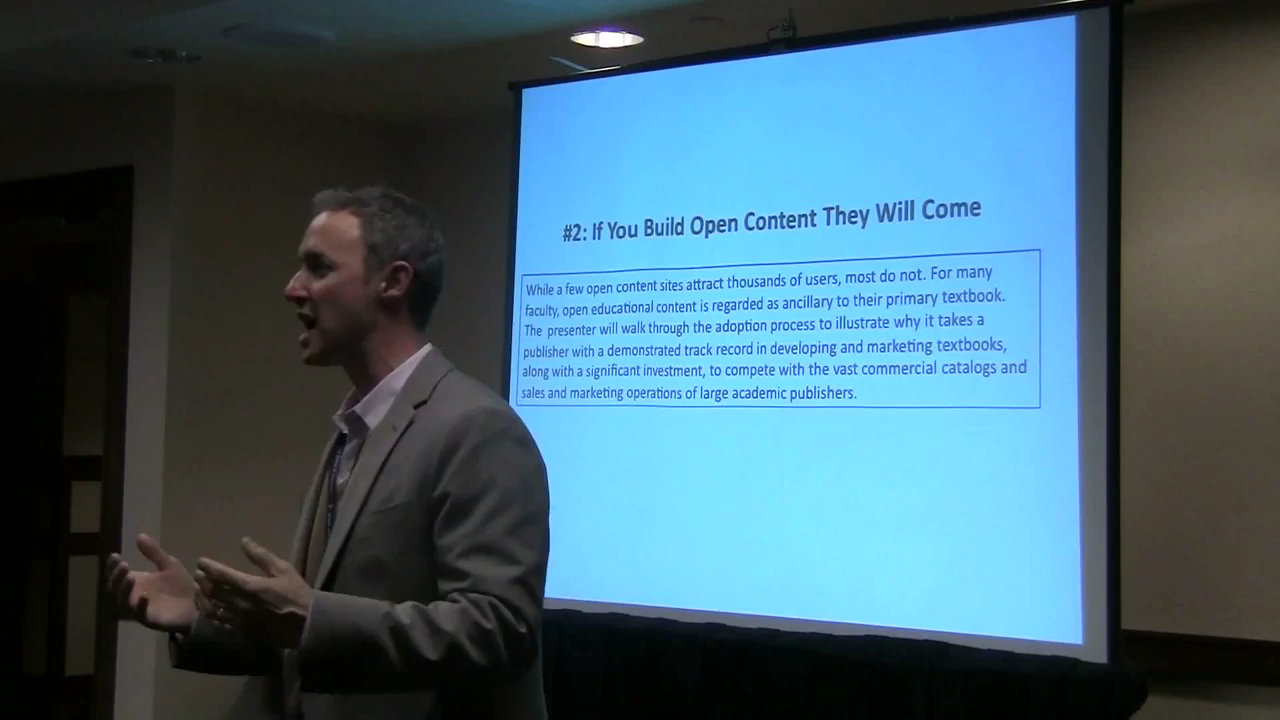 #2: If You Build Open Content They Will Come
While a few open content sites attract thousands of users, most do not. For many
faculty, open educational content is regarded as ancillary to their primary textbook.
The presenter will walk through the adoption process to illustrate why it takes a
publisher with a demonstrated track record in developing and marketing textbooks,
along with a significant investment, to compete with the vast commercial catalogs and
sales and marketing operations of large academic publishers.